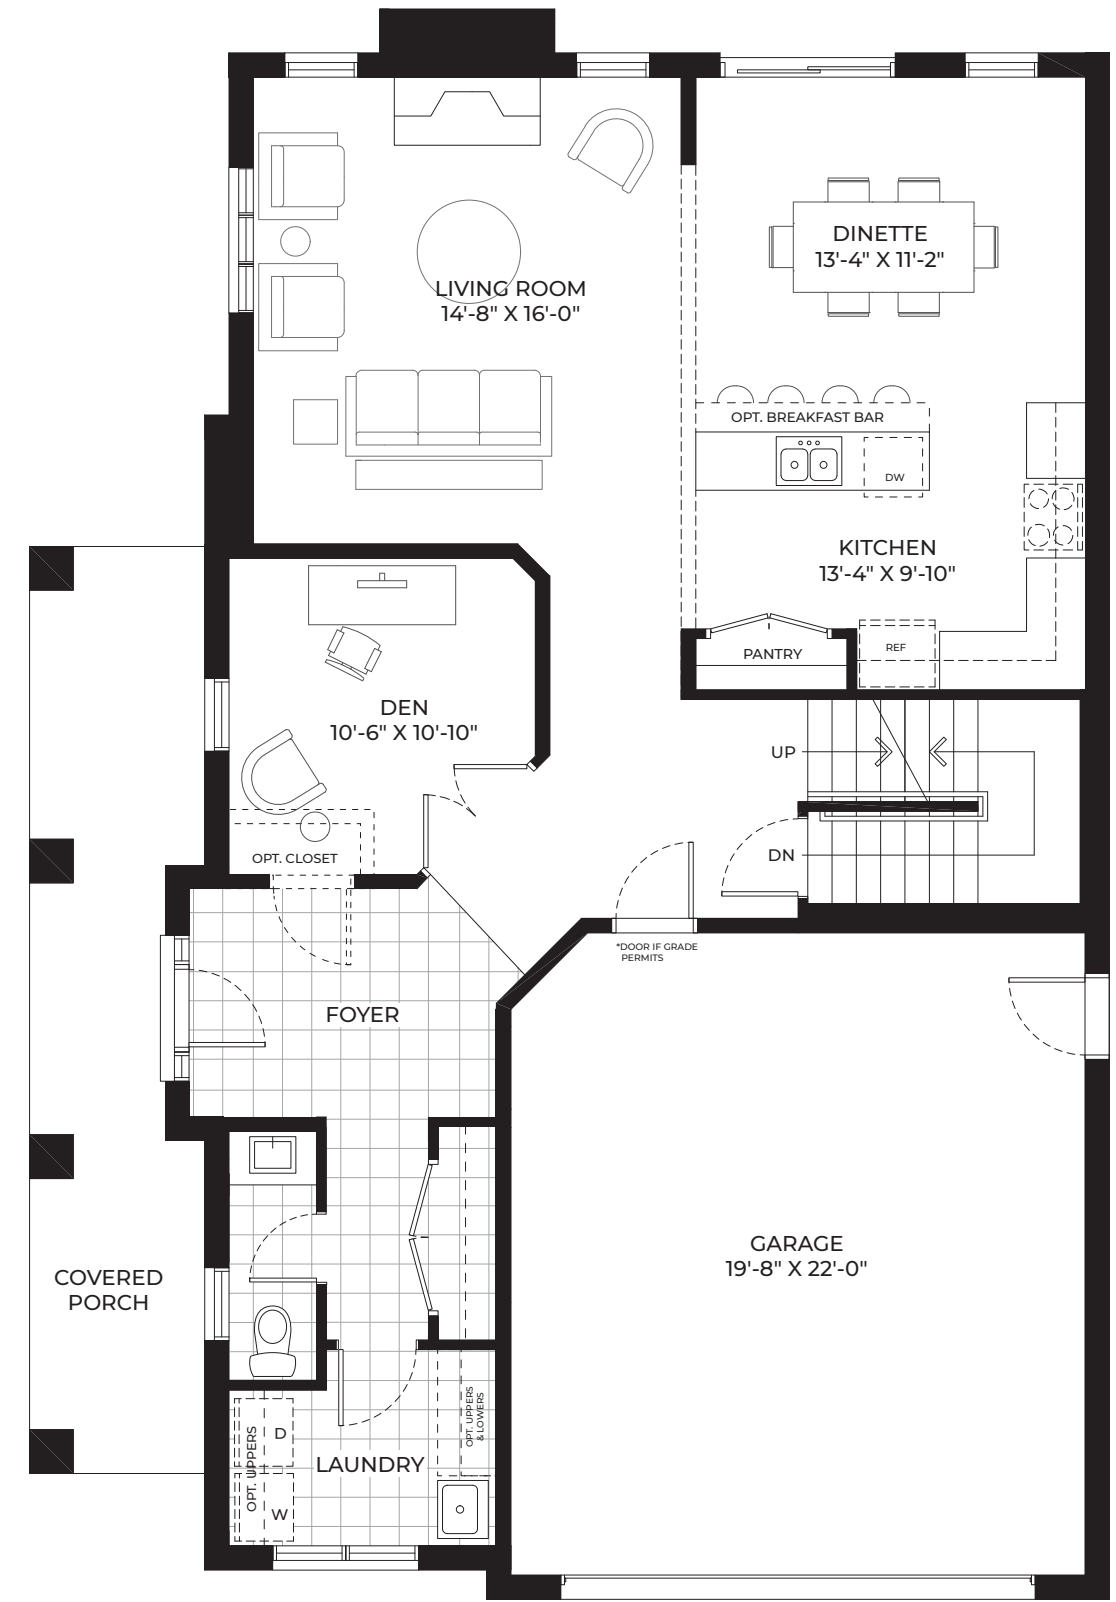 DINETTE
13'-4" X 11'-2"
LIVING ROOM
14'-8" X 16'-0"
OPT. BREAKFAST BAR
DW
KITCHEN
13'-4" X 9'-10"
PANTRY
REF
DEN
10'-6" X 10'-10"
UP
DN
OPT. CLOSET
*DOOR IF GRADE
PERMITS
FOYER
GARAGE
19'-8" X 22'-0"
COVERED
PORCH
OPT. UPPERS
& LOWERS
D
OPT. UPPERS
LAUNDRY
W